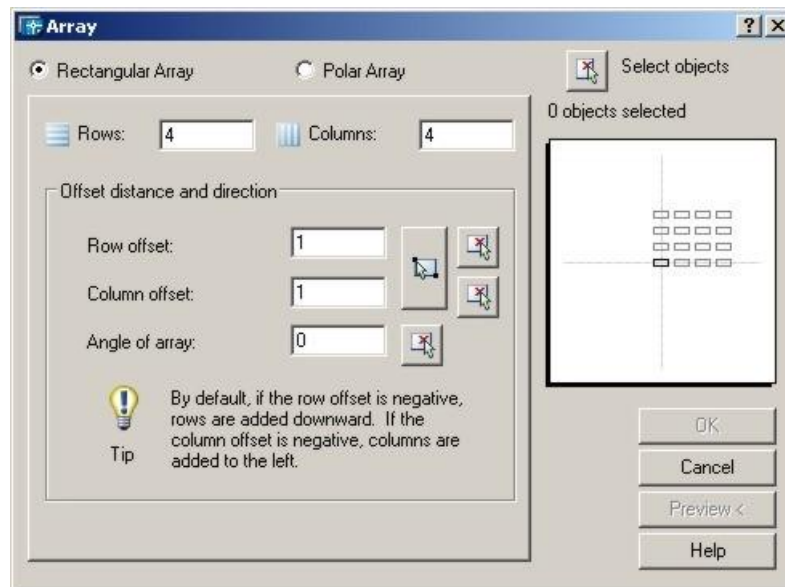 Array
Rectangular Array
Polar Array
Select objects
0 objects selected
Rows: 4
Columns: 4
Offset distance and direction
Row offset: 1
Column offset: 1
Angle of array: 0
Tip
By default, if the row offset is negative,
rows are added downward. If the
column offset is negative, columns are
added to the left.
OK
Cancel
Preview <
Help